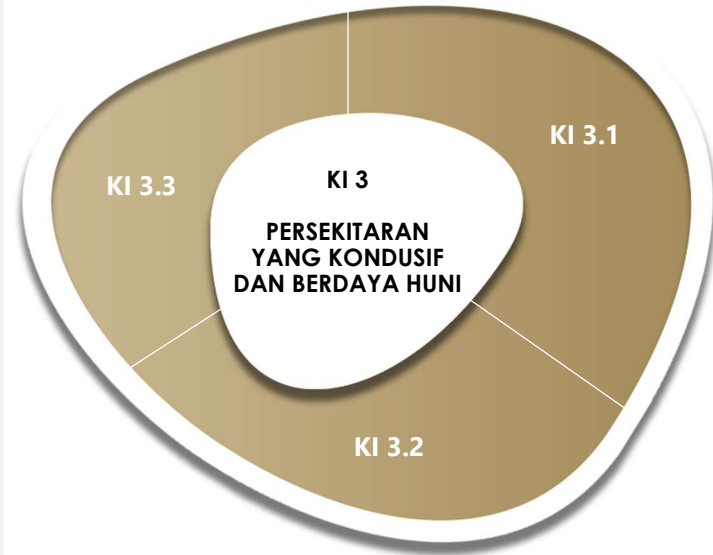 KI 3.1
KI 3.3
KI 3
PERSEKITARAN
YANG KONDUSIF
DAN BERDAYA HUNI
KI 3.2